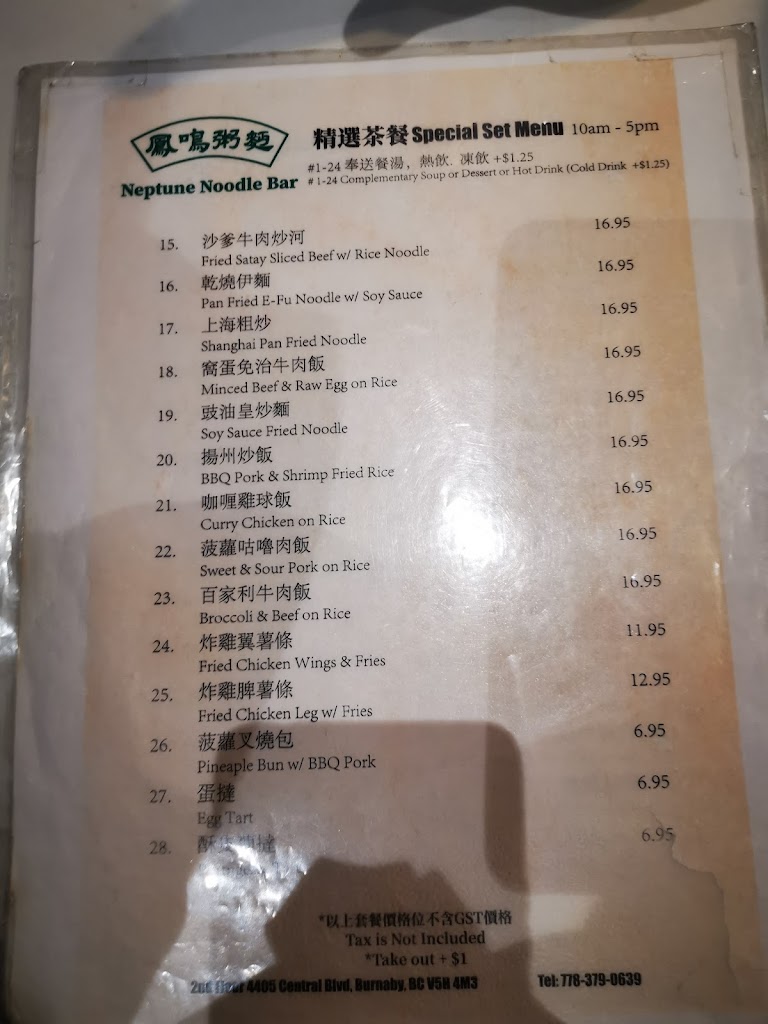 鳳鳴粥麵
Neptune Noodle Bar
精選茶餐 Special Set Menu 10am - 5pm
#1-24 奉送餐湯，熱飲. 凍飲 +$1.25
# 1-24 Complementary Soup or Dessert or Hot Drink (Cold Drink +$1.25)
15. 沙爹牛肉炒河 16.95
Fried Satay Sliced Beef w/ Rice Noodle
16. 乾燒伊麵 16.95
Pan Fried E-Fu Noodle w/ Soy Sauce
17. 上海粗炒 16.95
Shanghai Pan Fried Noodle
18. 窩蛋免治牛肉飯 16.95
Minced Beef & Raw Egg on Rice
19. 豉油皇炒麵 16.95
Soy Sauce Fried Noodle
20. 揚州炒飯 16.95
BBQ Pork & Shrimp Fried Rice
21. 咖喱雞球飯 16.95
Curry Chicken on Rice
22. 菠蘿咕嚕肉飯 16.95
Sweet & Sour Pork on Rice
23. 百家利牛肉飯 16.95
Broccoli & Beef on Rice
24. 炸雞翼薯條 11.95
Fried Chicken Wings & Fries
25. 炸雞脾薯條 12.95
Fried Chicken Leg w/ Fries
26. 菠蘿叉燒包 6.95
Pineaple Bun w/ BBQ Pork
27. 蛋撻 6.95
Egg Tart
28. 酥 撻 6.95
*以上套餐價格位不含GST價格
Tax is Not Included
*Take out + $1
2nd floor 4405 Central Blvd, Burnaby, BC V5H 4M3 Tel: 778-379-0639